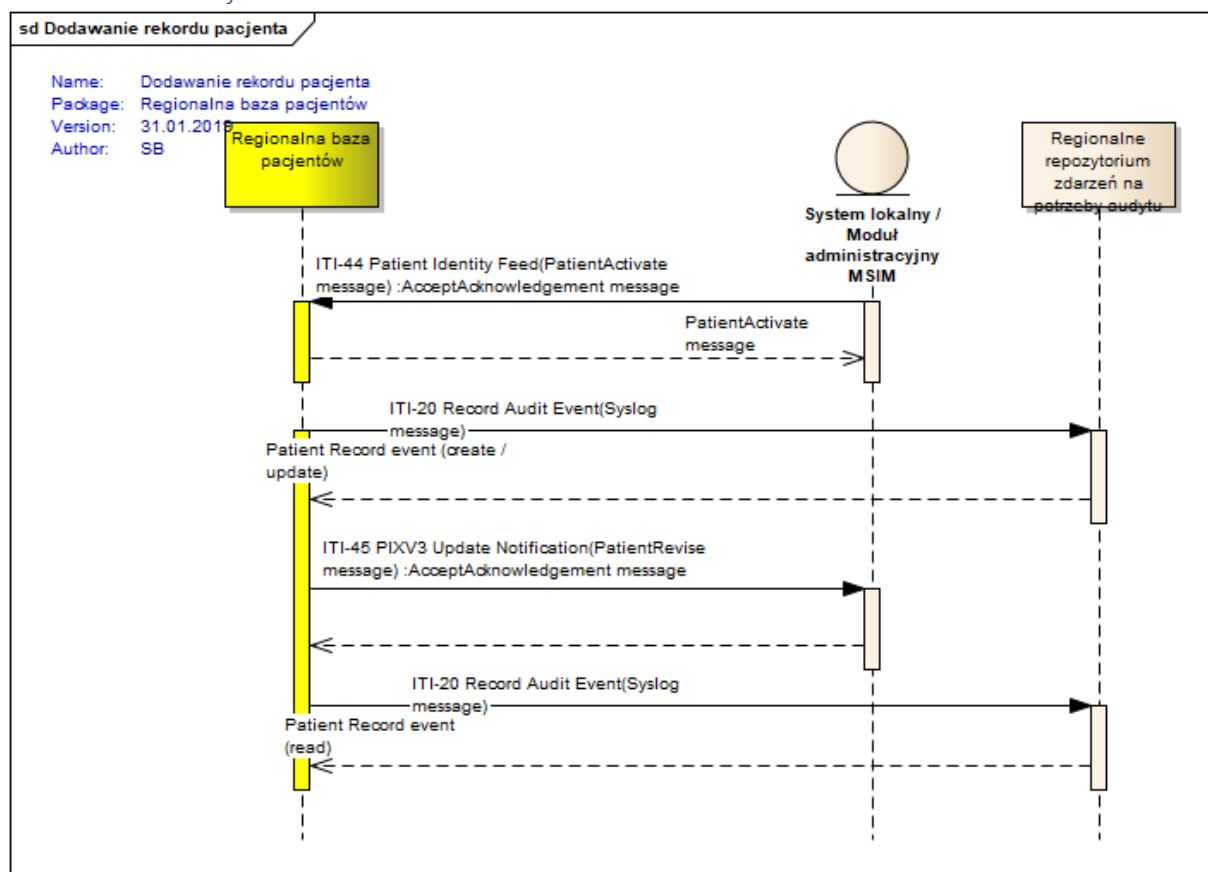 sd Dodawanie rekordu pacjenta
Name: Dodawanie rekordu pacjenta
Package: Regionalna baza pacjentów
Version: 31.01.2019
Author: SB
Regionalna baza
pacjentów
System lokalny /
Moduł
administracyjny
MSIM
Regionalne
repozytorium
zdarzeń na
potrzeby audytu
ITI-44 Patient Identity Feed(PatientActivate
message) :AcceptAcknowledgement message
PatientActivate
message
ITI-20 Record Audit Event(Syslog
message)
Patient Record event (create /
update)
ITI-45 PIXV3 Update Notification(PatientRevise
message) :AcceptAcknowledgement message
ITI-20 Record Audit Event(Syslog
message)
Patient Record event
(read)